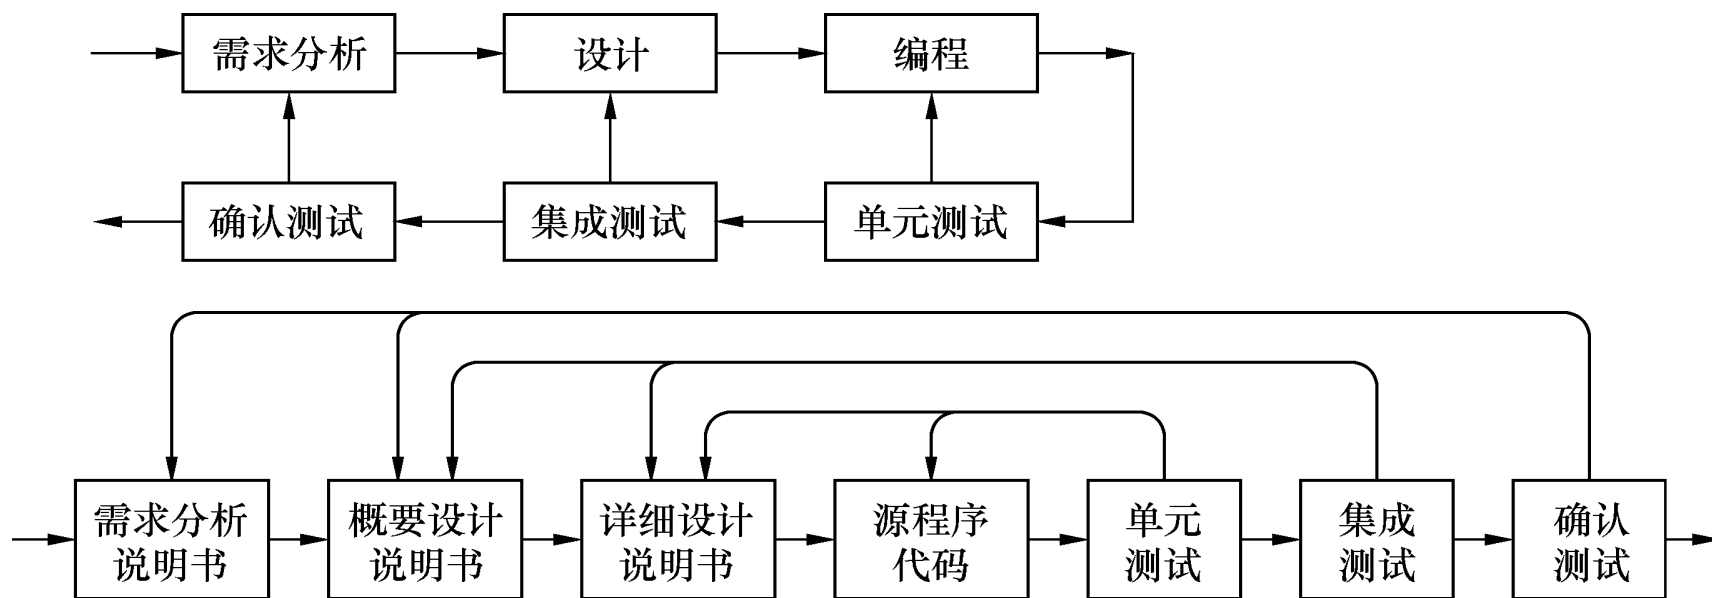 需求分析
设计
编程
确认测试
集成测试
单元测试
需求分析
说明书
概要设计
说明书
详细设计
说明书
源程序
代码
单元
测试
集成
测试
确认
测试